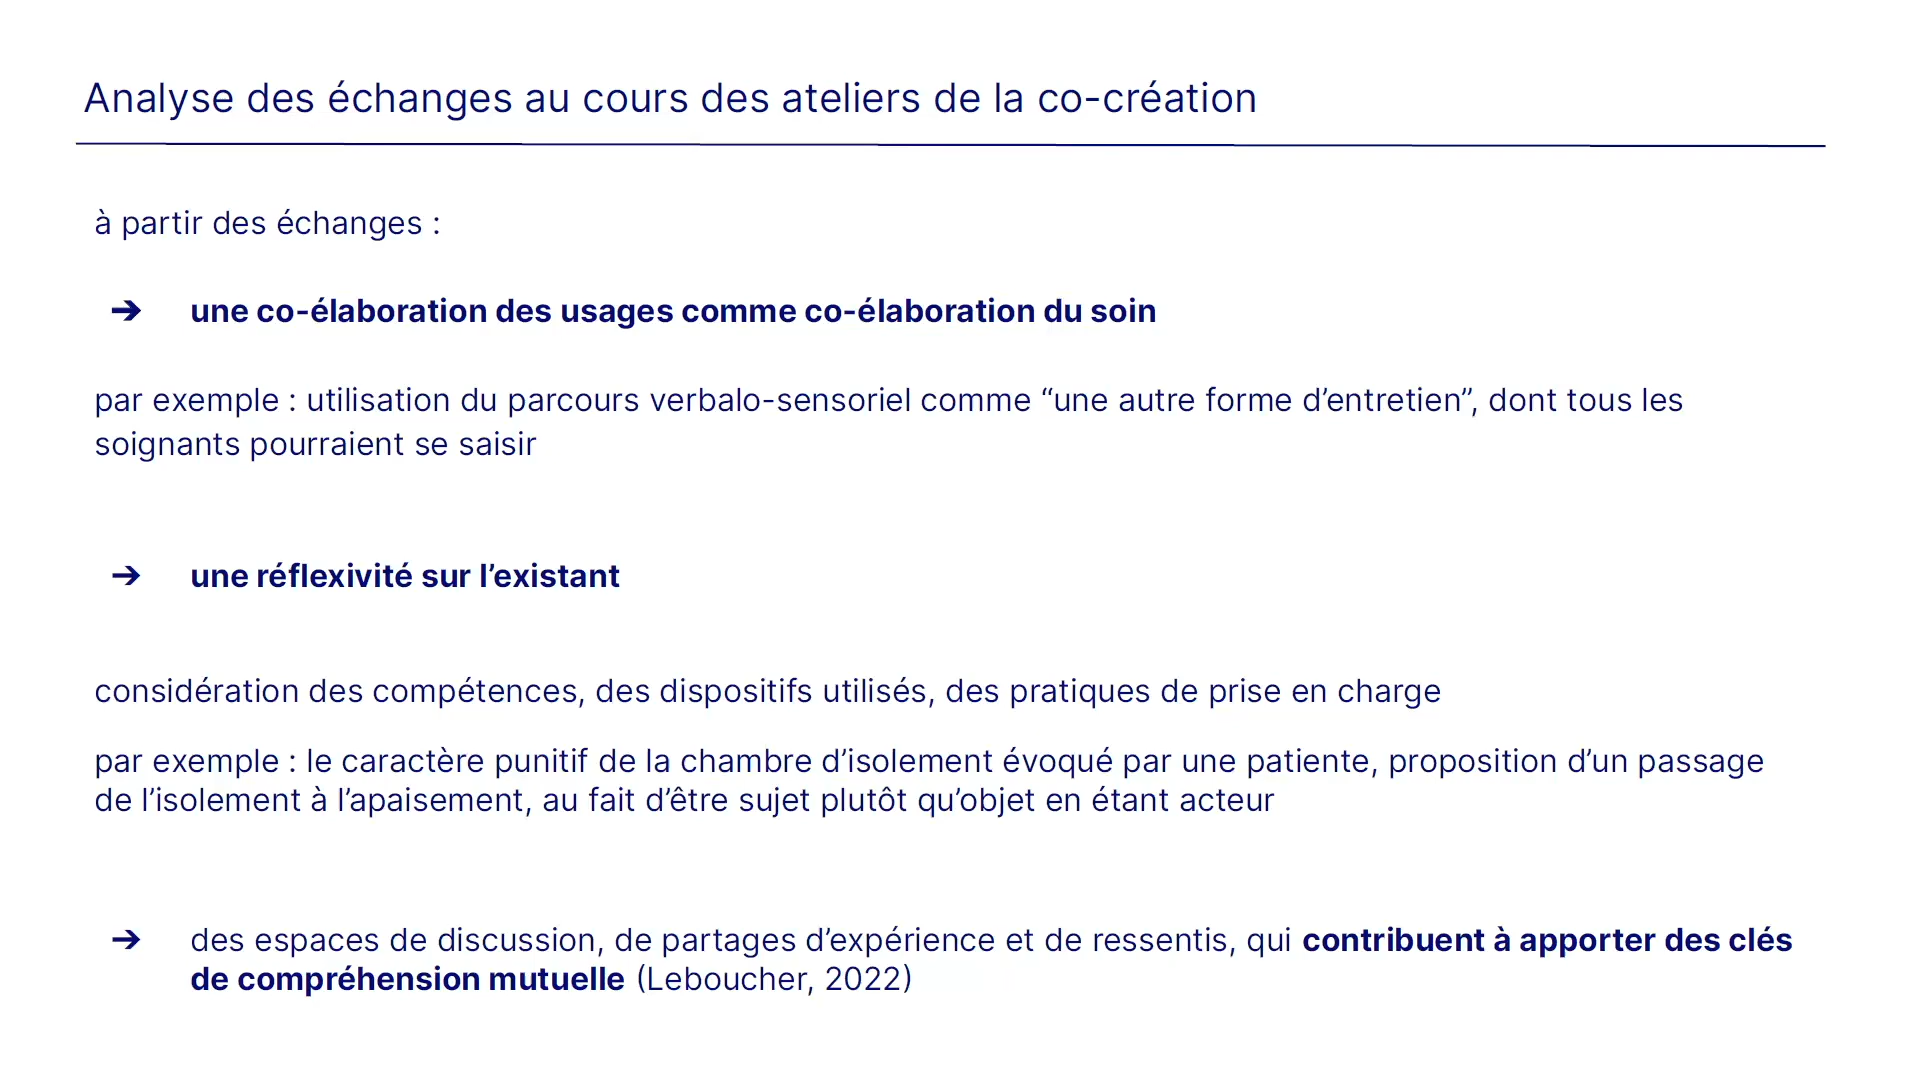 Analyse des échanges au cours des ateliers de la co-création
à partir des échanges :
➔ une co-élaboration des usages comme co-élaboration du soin
par exemple : utilisation du parcours verbalo-sensoriel comme “une autre forme d’entretien”, dont tous les
soignants pourraient se saisir
➔ une réflexivité sur l’existant
considération des compétences, des dispositifs utilisés, des pratiques de prise en charge
par exemple : le caractère punitif de la chambre d’isolement évoqué par une patiente, proposition d’un passage
de l’isolement à l’apaisement, au fait d’être sujet plutôt qu’objet en étant acteur
➔ des espaces de discussion, de partages d’expérience et de ressentis, qui contribuent à apporter des clés
de compréhension mutuelle (Leboucher, 2022)